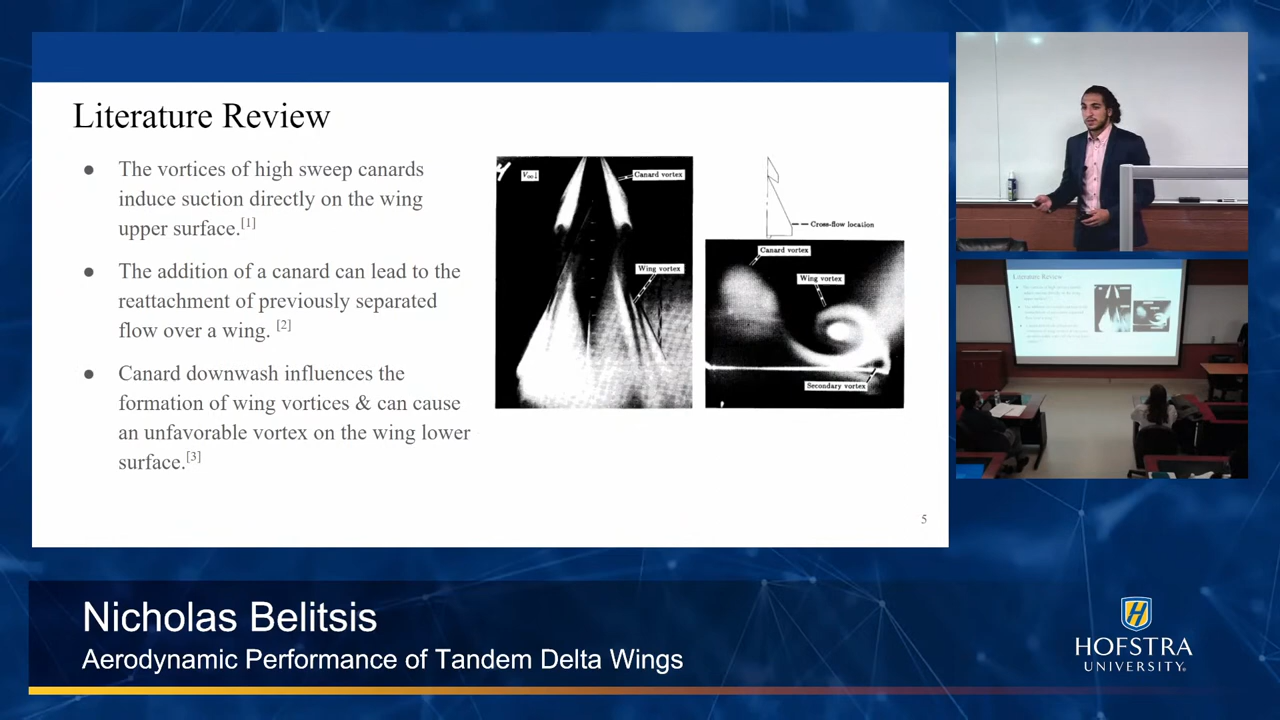 Literature Review
● The vortices of high sweep canards
induce suction directly on the wing
upper surface.[1]
● The addition of a canard can lead to the
reattachment of previously separated
flow over a wing. [2]
● Canard downwash influences the
formation of wing vortices & can cause
an unfavorable vortex on the wing lower
surface.[3]
V∞
Canard vortex
Wing vortex
Cross-flow location
Canard vortex
Wing vortex
Secondary vortex
5
Literature Review
Nicholas Belitsis
Aerodynamic Performance of Tandem Delta Wings
H
HOFSTRA
UNIVERSITY®